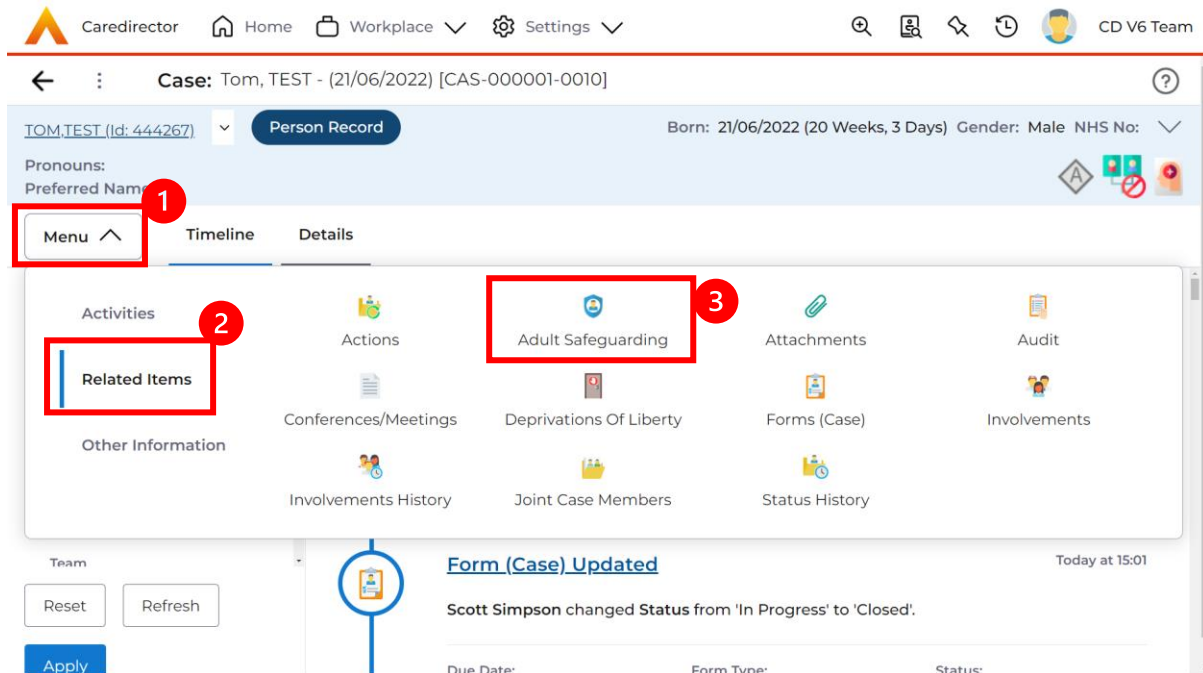 Caredirector Home Workplace Settings CD V6 Team
Case: Tom, TEST - (21/06/2022) [CAS-000001-0010] ?
TOM,TEST (Id: 444267) Person Record Born: 21/06/2022 (20 Weeks, 3 Days) Gender: Male NHS No:
Pronouns:
A
Preferred Name
1
Menu Timeline Details
3
Activities
2
Actions Adult Safeguarding Attachments Audit
Related Items
Conferences/Meetings Deprivations Of Liberty Forms (Case) Involvements
Other Information
Involvements History Joint Case Members Status History
Team
Form (Case) Updated Today at 15:01
Reset Refresh
Scott Simpson changed Status from 'In Progress' to 'Closed'.
Apply
Due Date: Form Type: Status: